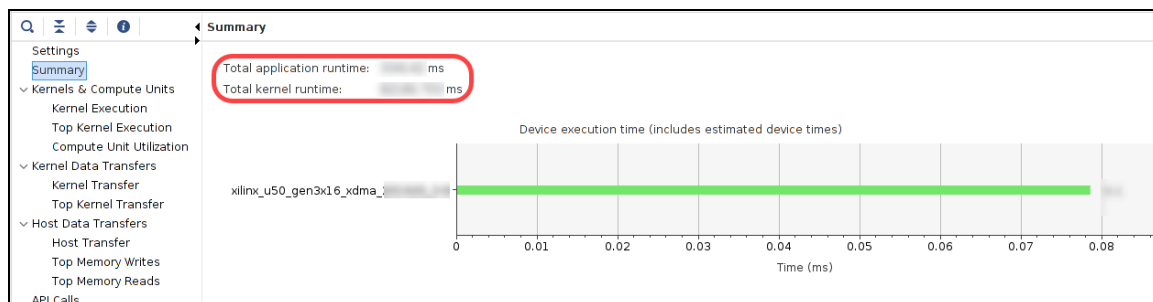 Summary
Settings
Summary
Kernels & Compute Units
Kernel Execution
Top Kernel Execution
Compute Unit Utilization
Kernel Data Transfers
Kernel Transfer
Top Kernel Transfer
Host Data Transfers
Host Transfer
Top Memory Writes
Top Memory Reads
API Calls
Total application runtime: ms
Total kernel runtime: ms
Device execution time (includes estimated device times)
xilinx_u50_gen3x16_xdma_
0 0.01 0.02 0.03 0.04 0.05 0.06 0.07 0.08
Time (ms)